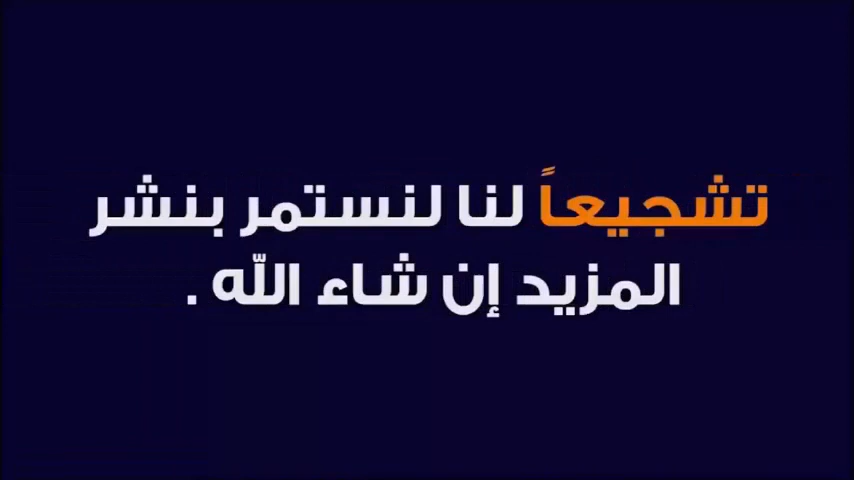 تشجيعاً لنا لنستمر بنشر
المزيد إن شاء الله .